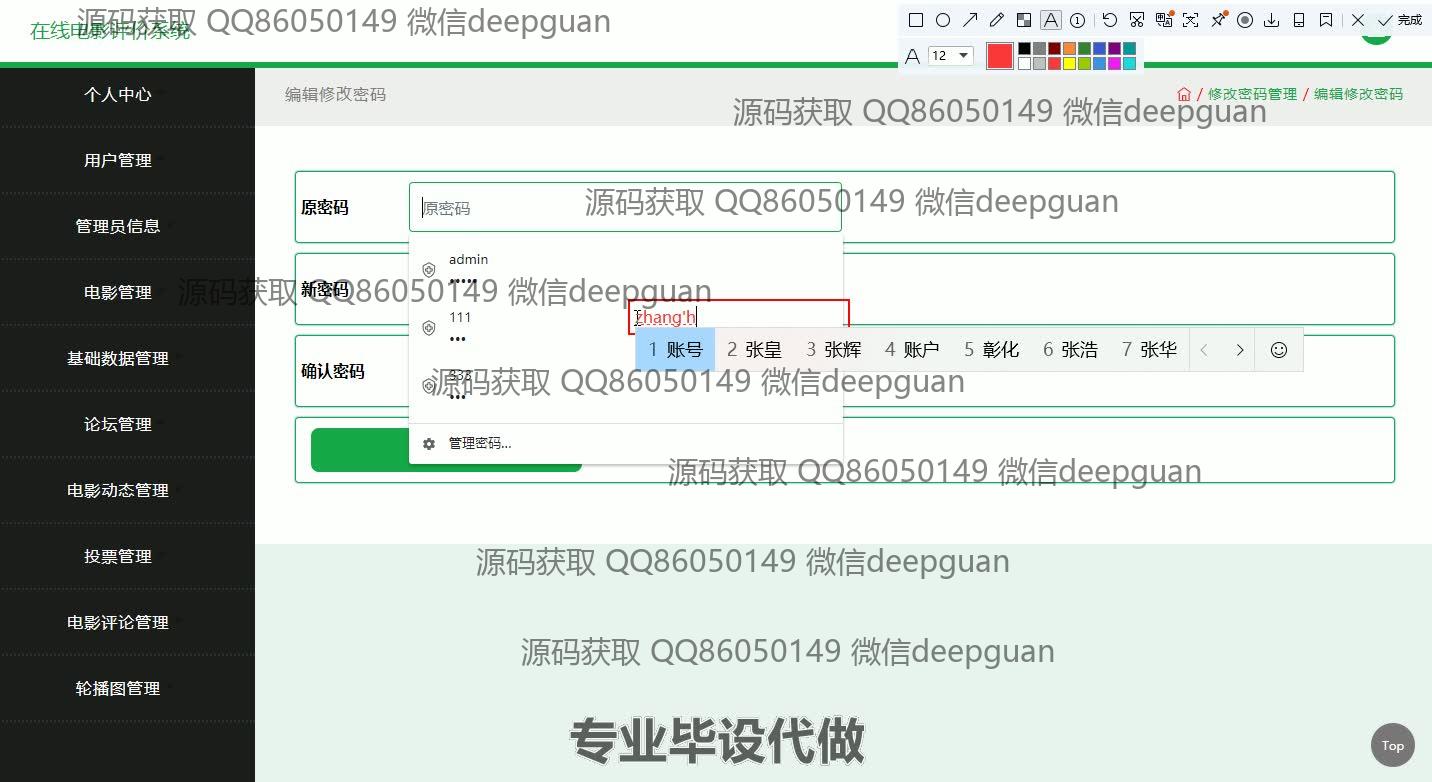 在线电影评价系统
源码获取 QQ86050149 微信deepguan
12
完成
个人中心
编辑修改密码
/ 修改密码管理 / 编辑修改密码
源码获取 QQ86050149 微信deepguan
用户管理
原密码
原密码
源码获取 QQ86050149 微信deepguan
管理员信息
admin
•••••
电影管理
新密码
源码获取 QQ86050149 微信deepguan
111
•••
zhang'h
1 账号 2 张皇 3 张辉 4 账户 5 彰化 6 张浩 7 张华
基础数据管理
确认密码
333
•••
源码获取 QQ86050149 微信deepguan
论坛管理
管理密码...
源码获取 QQ86050149 微信deepguan
电影动态管理
投票管理
源码获取 QQ86050149 微信deepguan
电影评论管理
源码获取 QQ86050149 微信deepguan
轮播图管理
专业毕设代做
Top